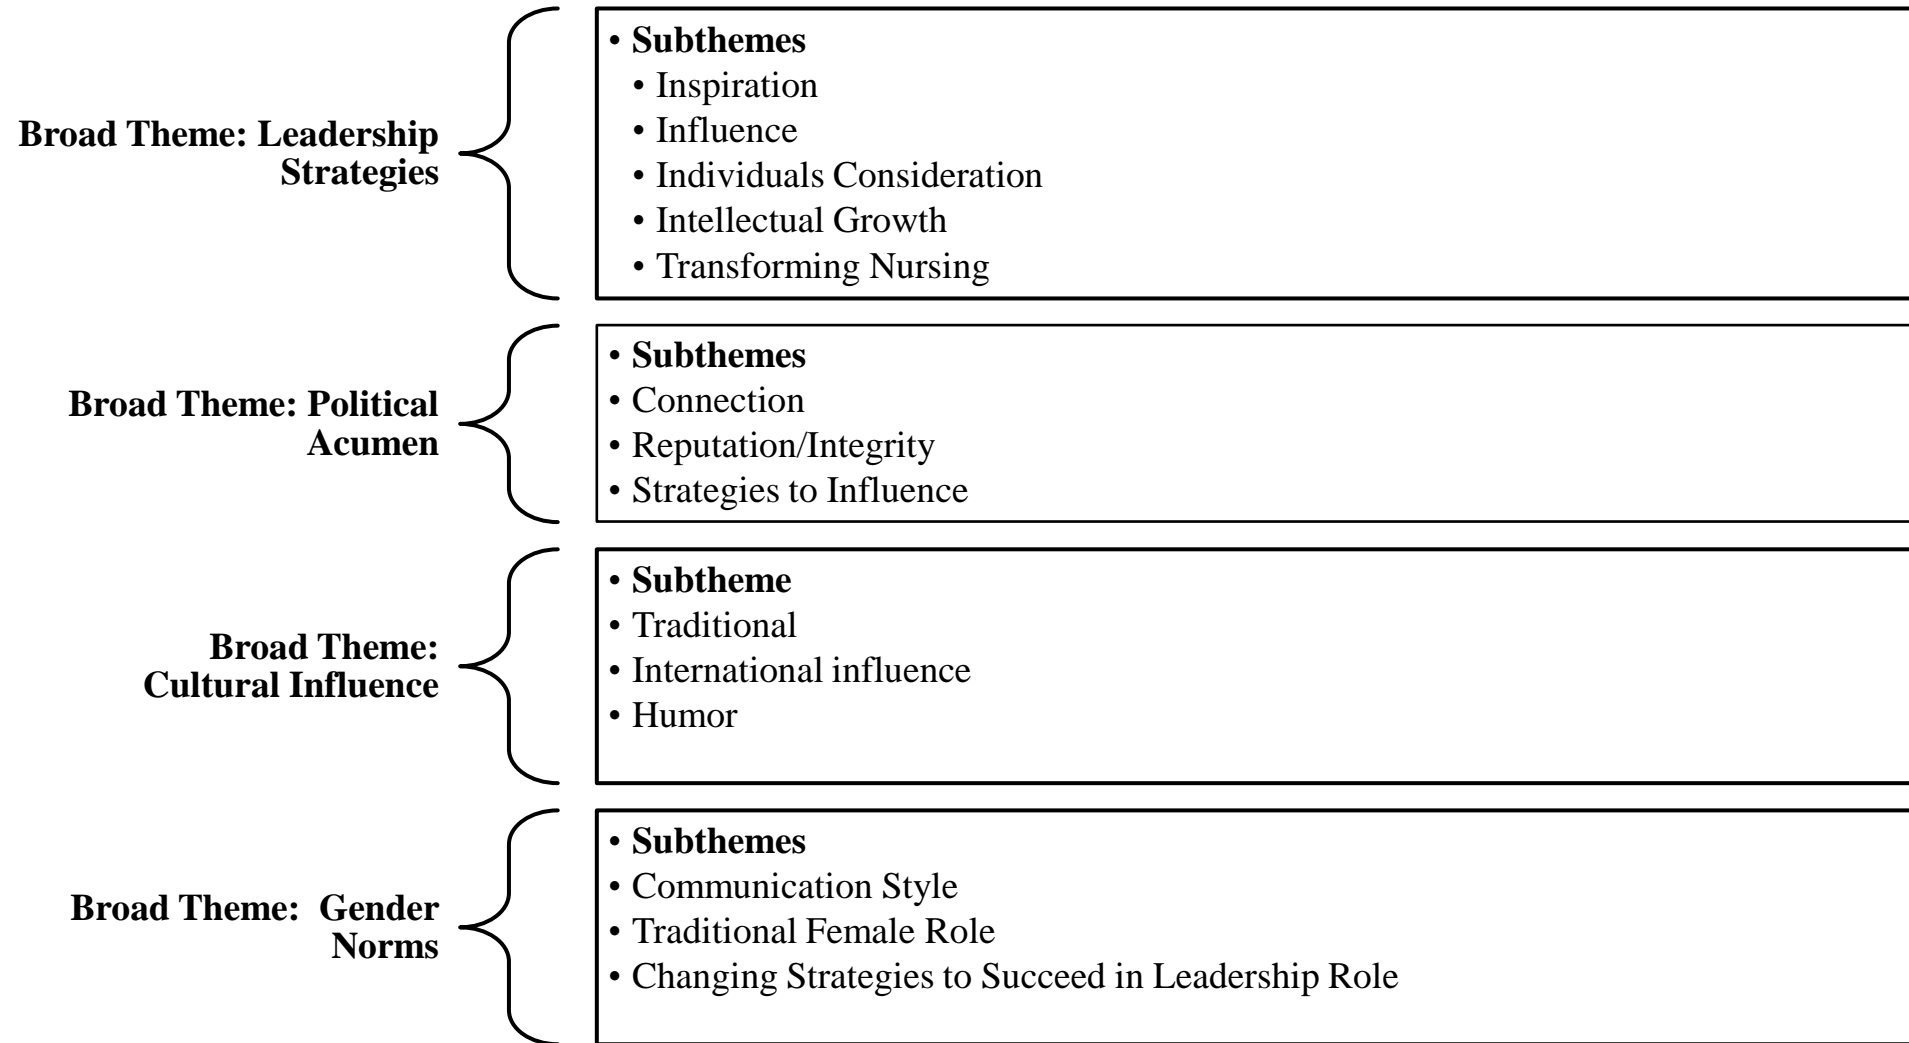 Broad Theme: Leadership
Strategies
• Subthemes
• Inspiration
• Influence
• Individuals Consideration
• Intellectual Growth
• Transforming Nursing
Broad Theme: Political
Acumen
• Subthemes
• Connection
• Reputation/Integrity
• Strategies to Influence
Broad Theme:
Cultural Influence
• Subtheme
• Traditional
• International influence
• Humor
Broad Theme:  Gender
Norms
• Subthemes
• Communication Style
• Traditional Female Role
• Changing Strategies to Succeed in Leadership Role